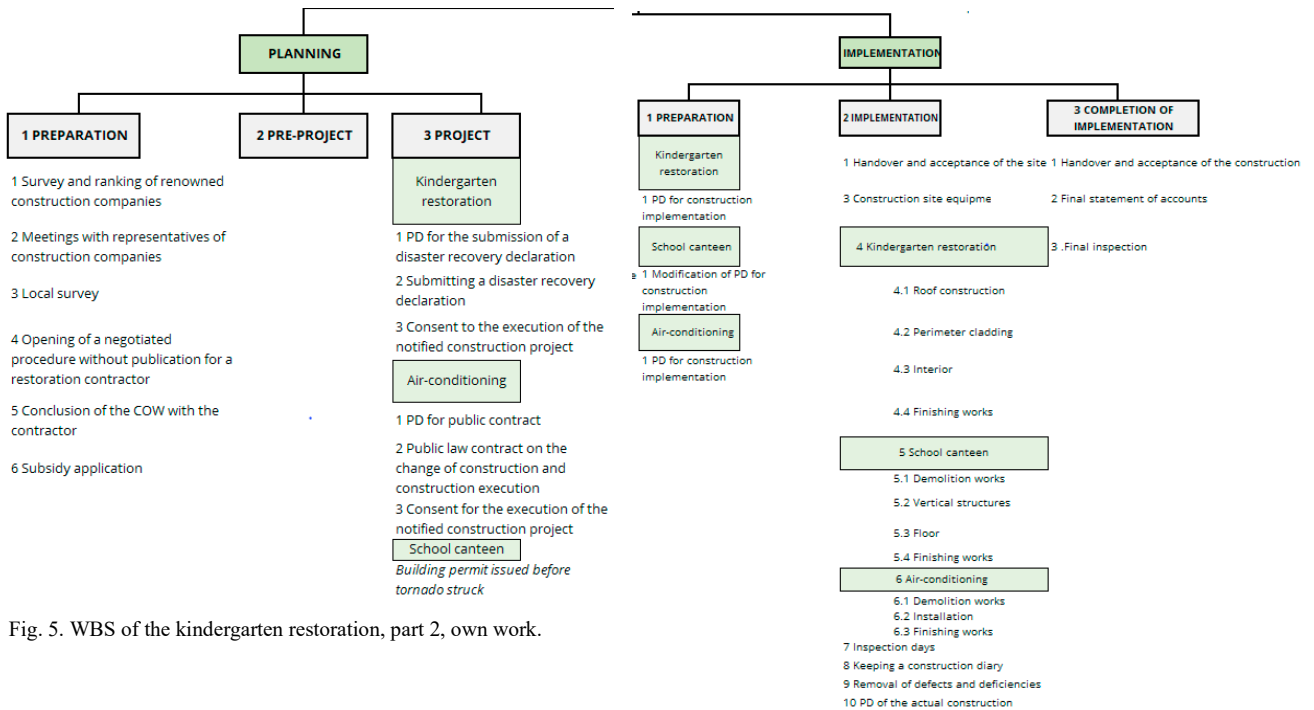 PLANNING
1 PREPARATION
2 PRE-PROJECT
3 PROJECT
1 Survey and ranking of renowned
construction companies
2 Meetings with representatives of
construction companies
3 Local survey
4 Opening of a negotiated
procedure without publication for a
restoration contractor
5 Conclusion of the COW with the
contractor
6 Subsidy application
Kindergarten
restoration
1 PD for the submission of a
disaster recovery declaration
2 Submitting a disaster recovery
declaration
3 Consent to the execution of the
notified construction project
Air-conditioning
1 PD for public contract
2 Public law contract on the
change of construction and
construction execution
3 Consent for the execution of the
notified construction project
School canteen
Building permit issued before
tornado struck
Fig. 5. WBS of the kindergarten restoration, part 2, own work.
IMPLEMENTATION
1 PREPARATION
2 IMPLEMENTATION
3 COMPLETION OF
IMPLEMENTATION
Kindergarten
restoration
1 PD for construction
implementation
School canteen
e 1 Modification of PD for
construction
implementation
Air-conditioning
1 PD for construction
implementation
1 Handover and acceptance of the site
3 Construction site equipme
4 Kindergarten restoration
4.1 Roof construction
4.2 Perimeter cladding
4.3 Interior
4.4 Finishing works
5 School canteen
5.1 Demolition works
5.2 Vertical structures
5.3 Floor
5.4 Finishing works
6 Air-conditioning
6.1 Demolition works
6.2 Installation
6.3 Finishing works
7 Inspection days
8 Keeping a construction diary
9 Removal of defects and deficiencies
10 PD of the actual construction
1 Handover and acceptance of the construction
2 Final statement of accounts
3 .Final inspection